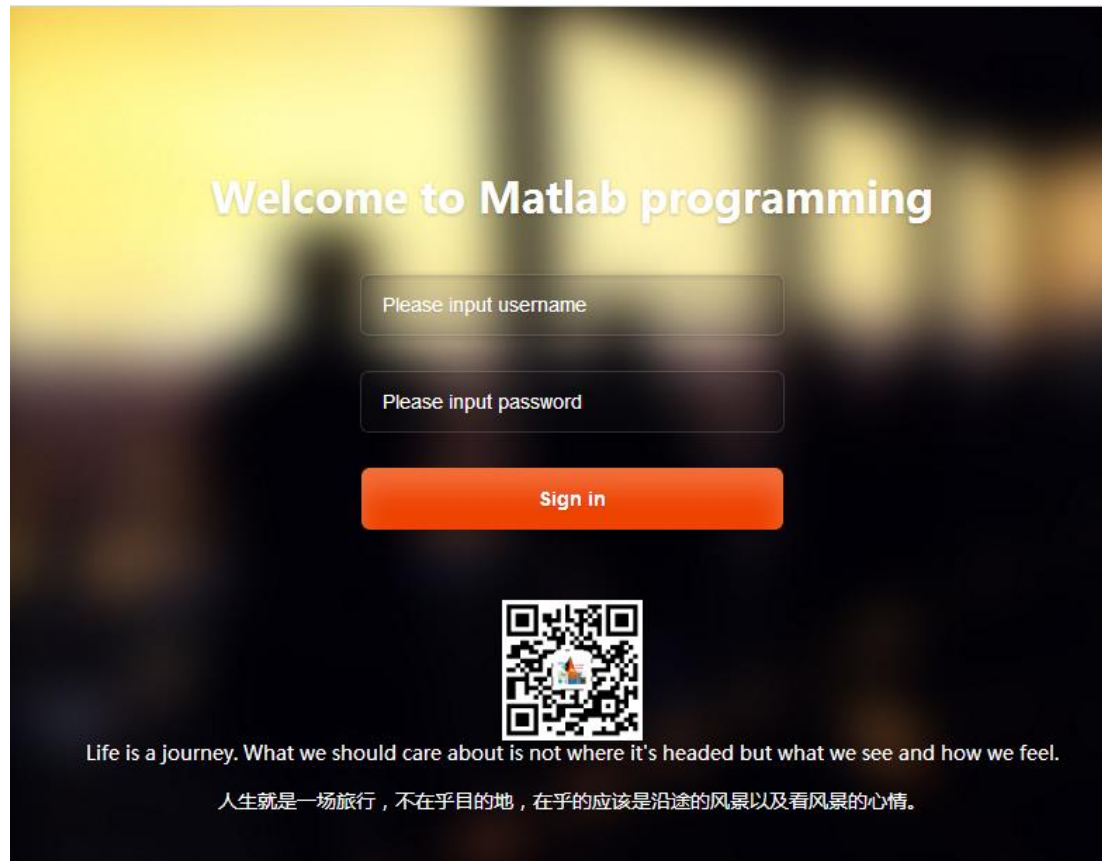 Welcome to Matlab programming
Please input username
Please input password
Sign in
Life is a journey. What we should care about is not where it's headed but what we see and how we feel.
人生就是一场旅行，不在乎目的地，在乎的应该是沿途的风景以及看风景的心情。